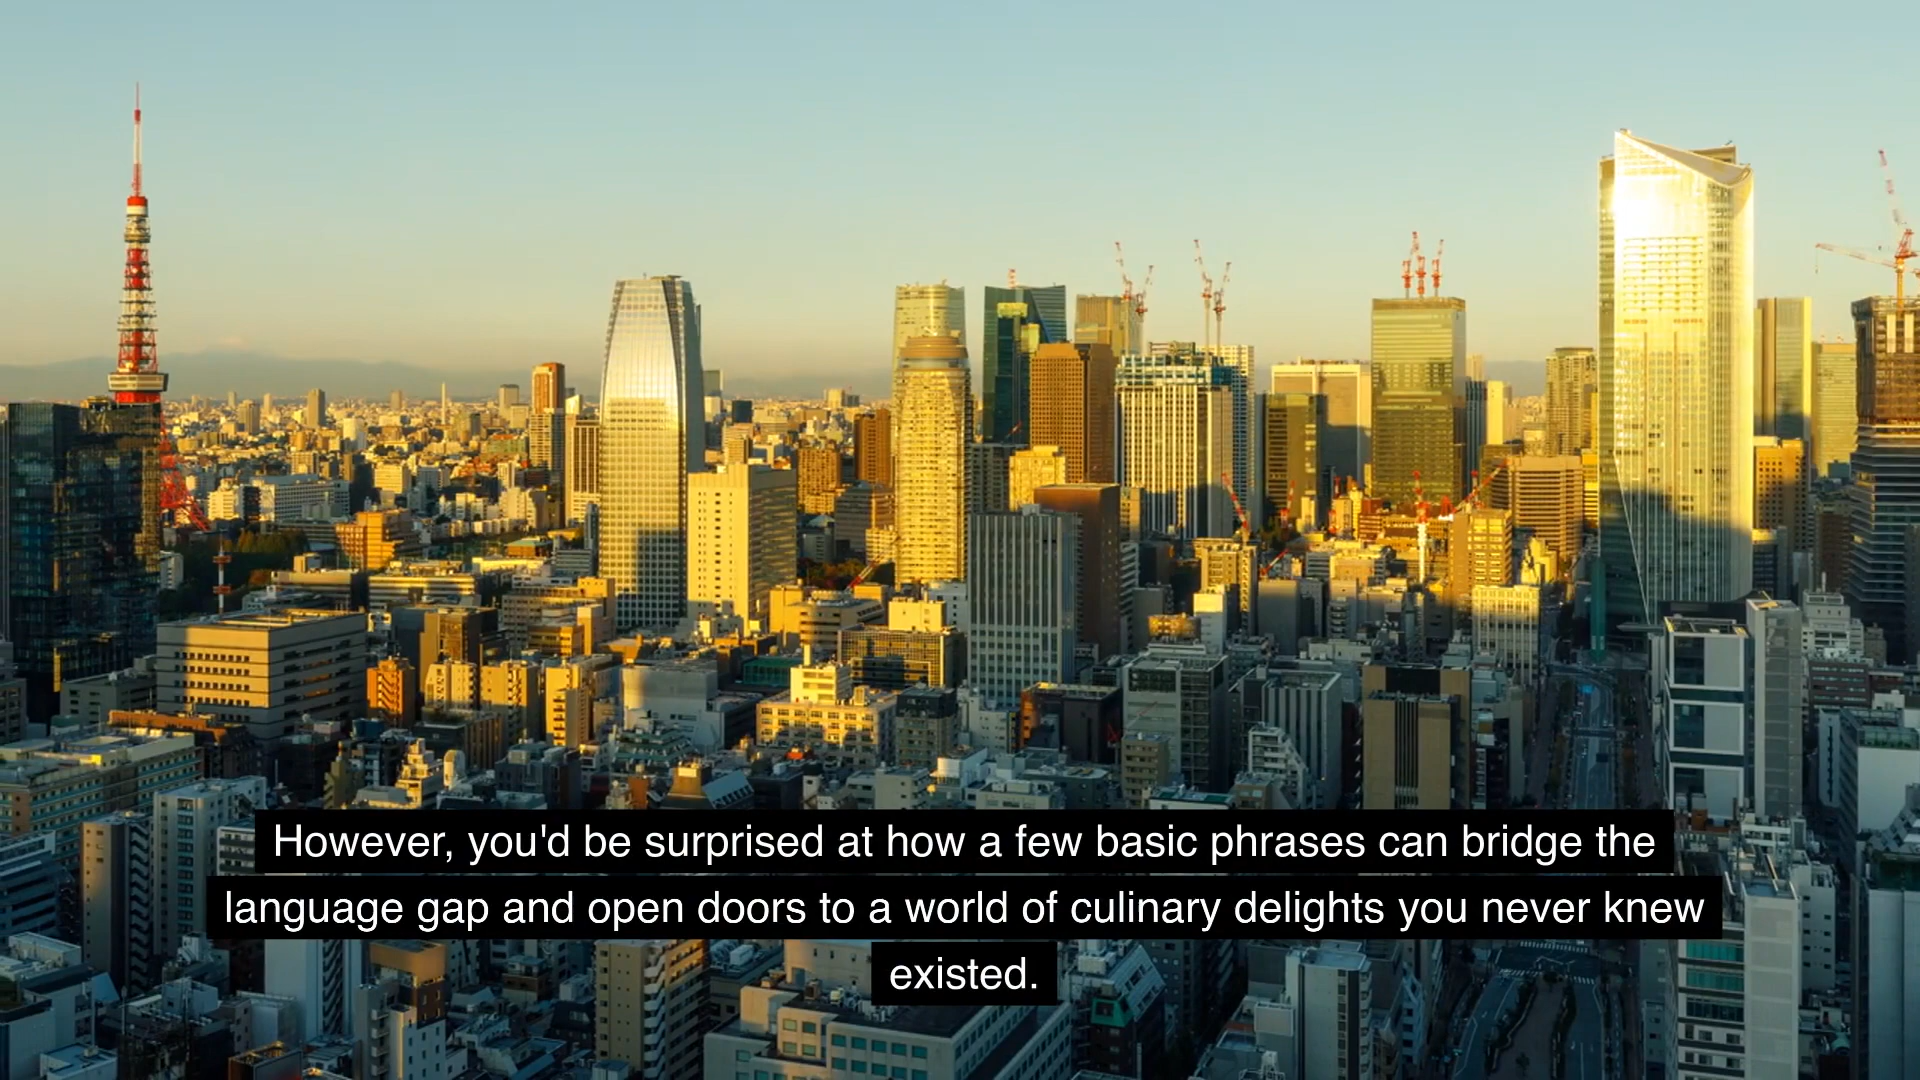 However, you'd be surprised at how a few basic phrases can bridge the
language gap and open doors to a world of culinary delights you never knew
existed.